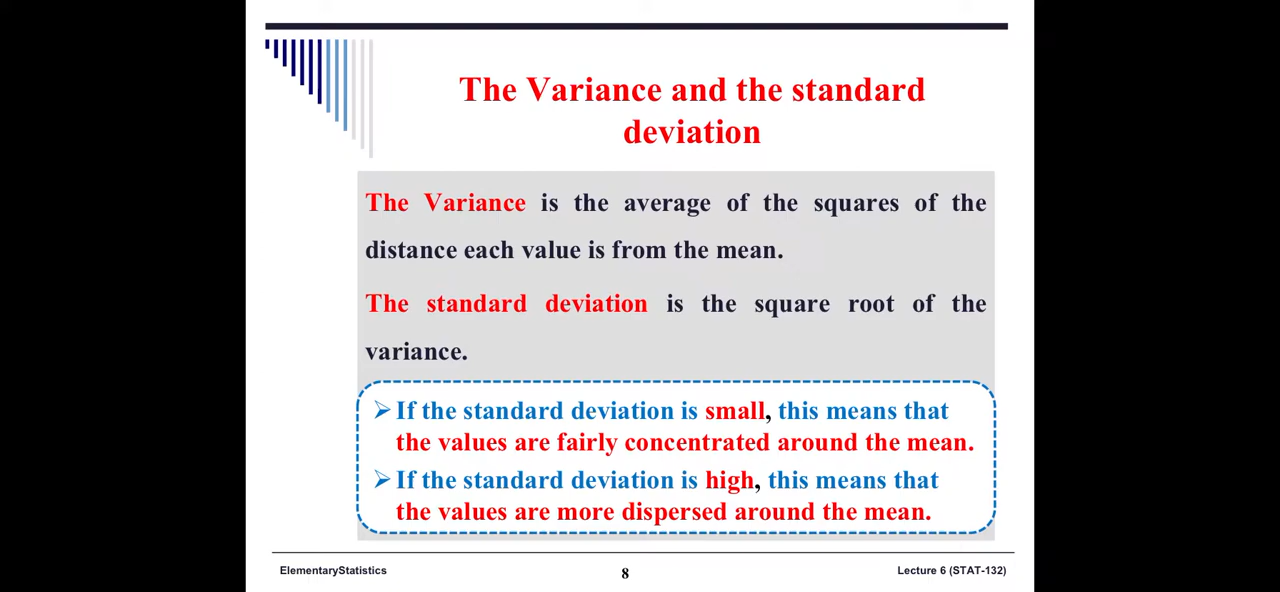 The Variance and the standard
deviation
The Variance is the average of the squares of the
distance each value is from the mean.
The standard deviation is the square root of the
variance.
➢ If the standard deviation is small, this means that
the values are fairly concentrated around the mean.
➢ If the standard deviation is high, this means that
the values are more dispersed around the mean.
ElementaryStatistics
8
Lecture 6 (STAT-132)